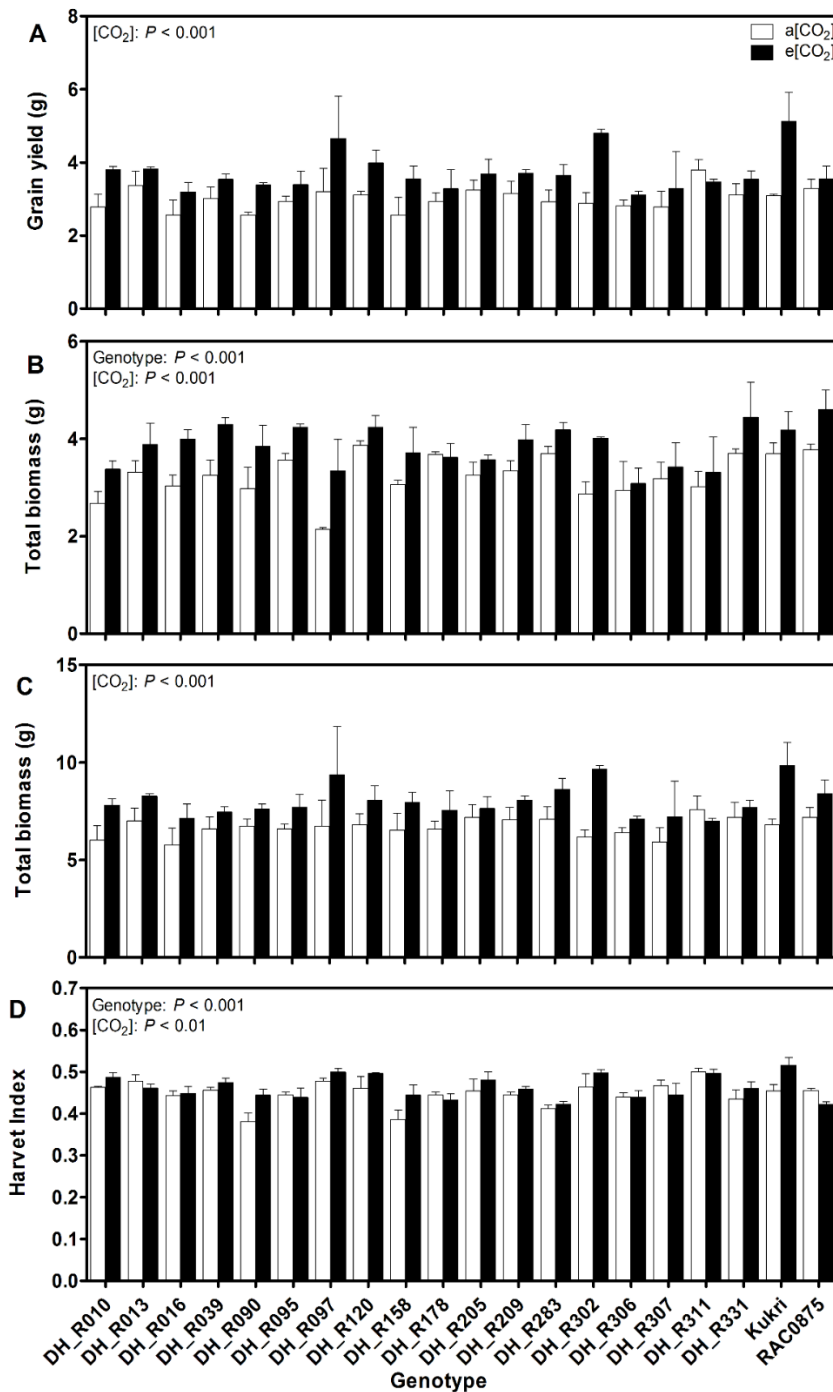 A
[CO₂]: P < 0.001
a[CO₂]
e[CO₂]
Grain yield (g)
8
6
4
2
0
B
Genotype: P < 0.001
[CO₂]: P < 0.001
Total biomass (g)
6
4
2
0
C
[CO₂]: P < 0.001
Total biomass (g)
15
10
5
0
D
Genotype: P < 0.001
[CO₂]: P < 0.01
Harvet Index
0.7
0.6
0.5
0.4
0.3
0.2
0.1
0.0
DH_R010
DH_R013
DH_R016
DH_R039
DH_R090
DH_R095
DH_R097
DH_R120
DH_R158
DH_R178
DH_R205
DH_R209
DH_R283
DH_R302
DH_R306
DH_R307
DH_R311
DH_R331
Kukri
RAC0875
Genotype